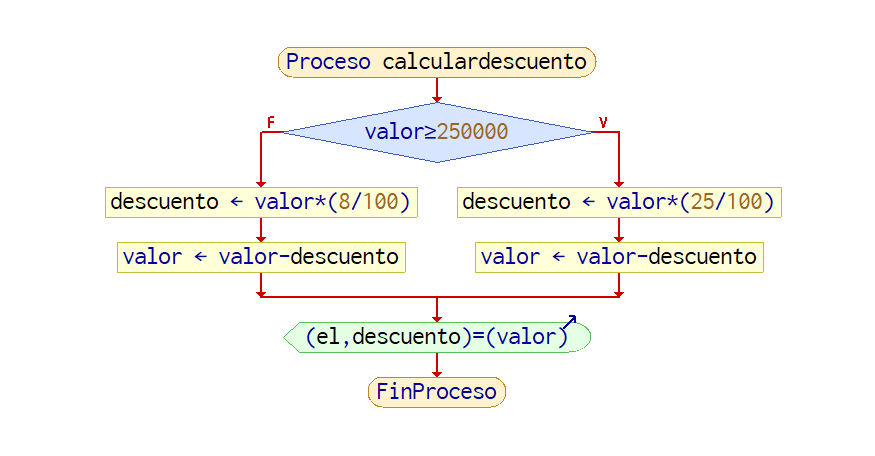 Proceso calculardescuento
F
V
valor≥250000
descuento ← valor*(8/100)
descuento ← valor*(25/100)
valor ← valor-descuento
valor ← valor-descuento
(el,descuento)=(valor)
FinProceso